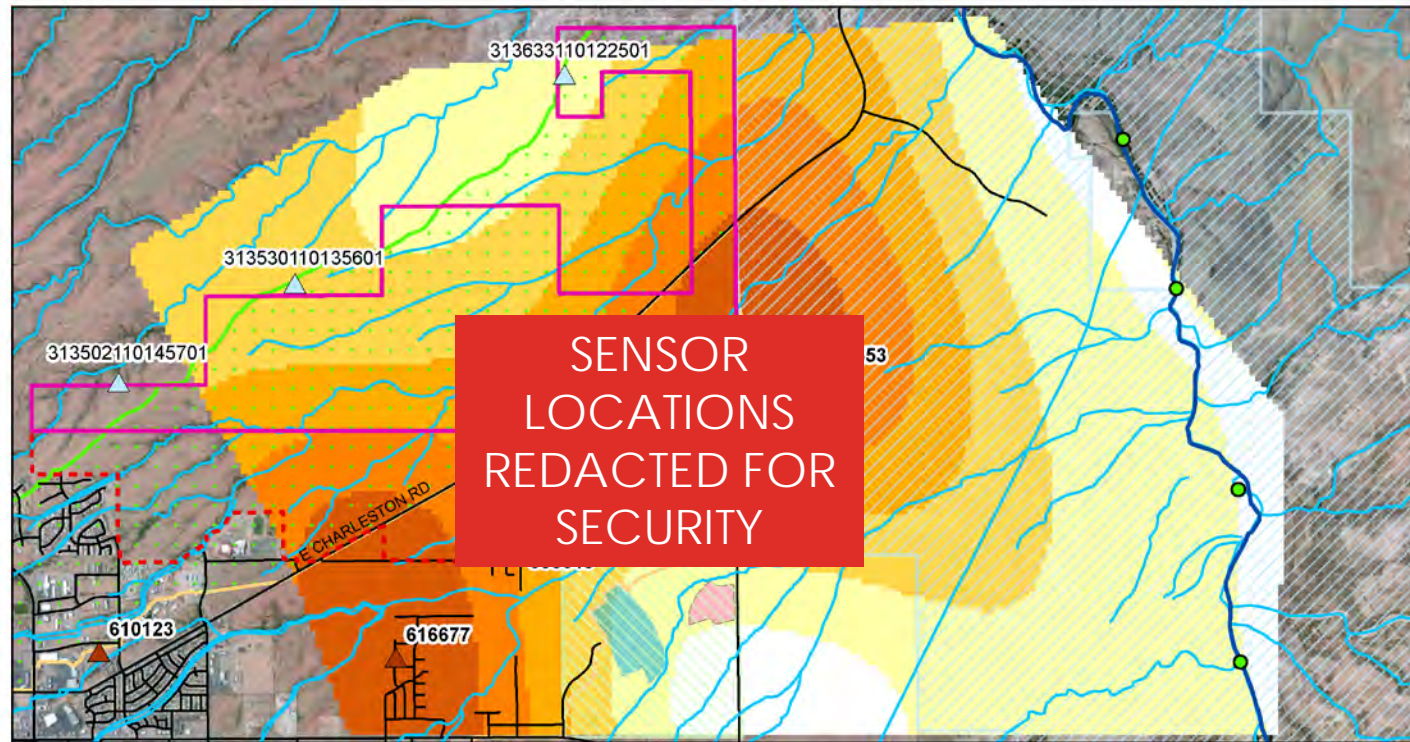 313633110122501
313530110135601
313502110145701
53
SENSOR
LOCATIONS
REDACTED FOR
SECURITY
E CHARLESTON RD
610123
616677